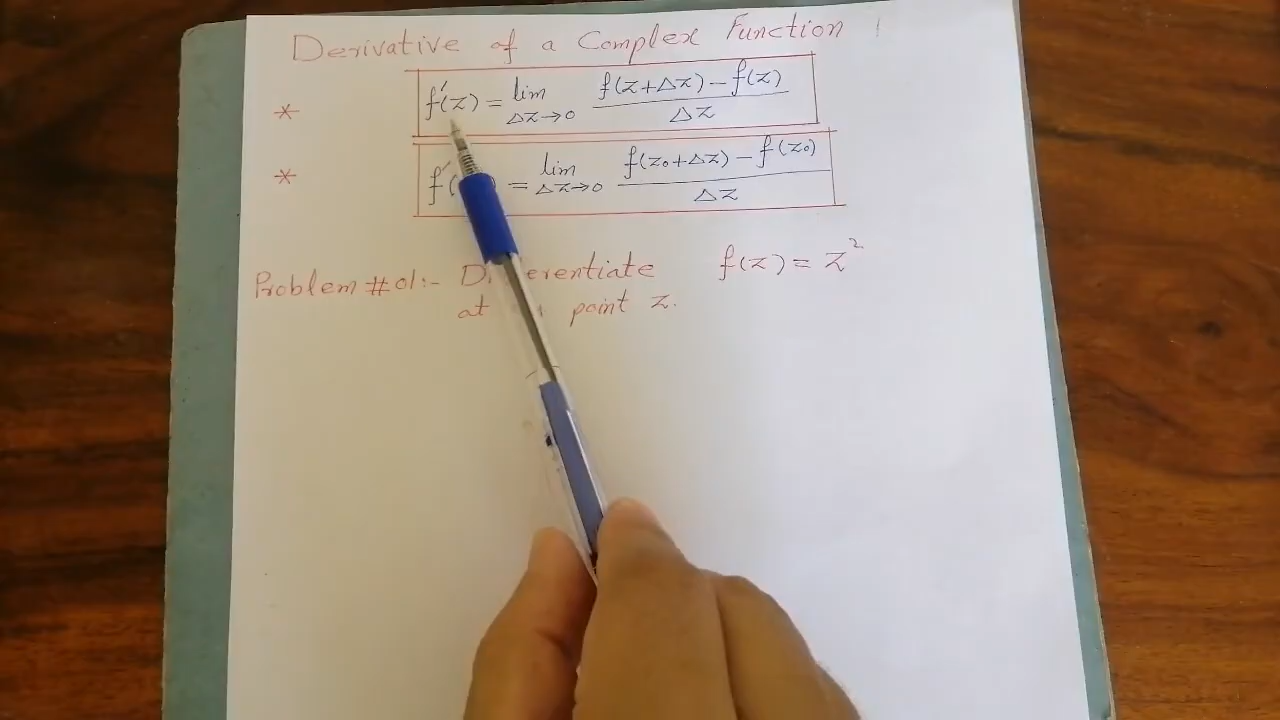 Derivative of a Complex Function
* f'(z) = lim Δz→0 f(z+Δz) - f(z) / Δz
* f'( ) = lim Δz→0 f(z₀+Δz) - f(z₀) / Δz
Problem #01:- Differentiate f(z) = z²
at point z.